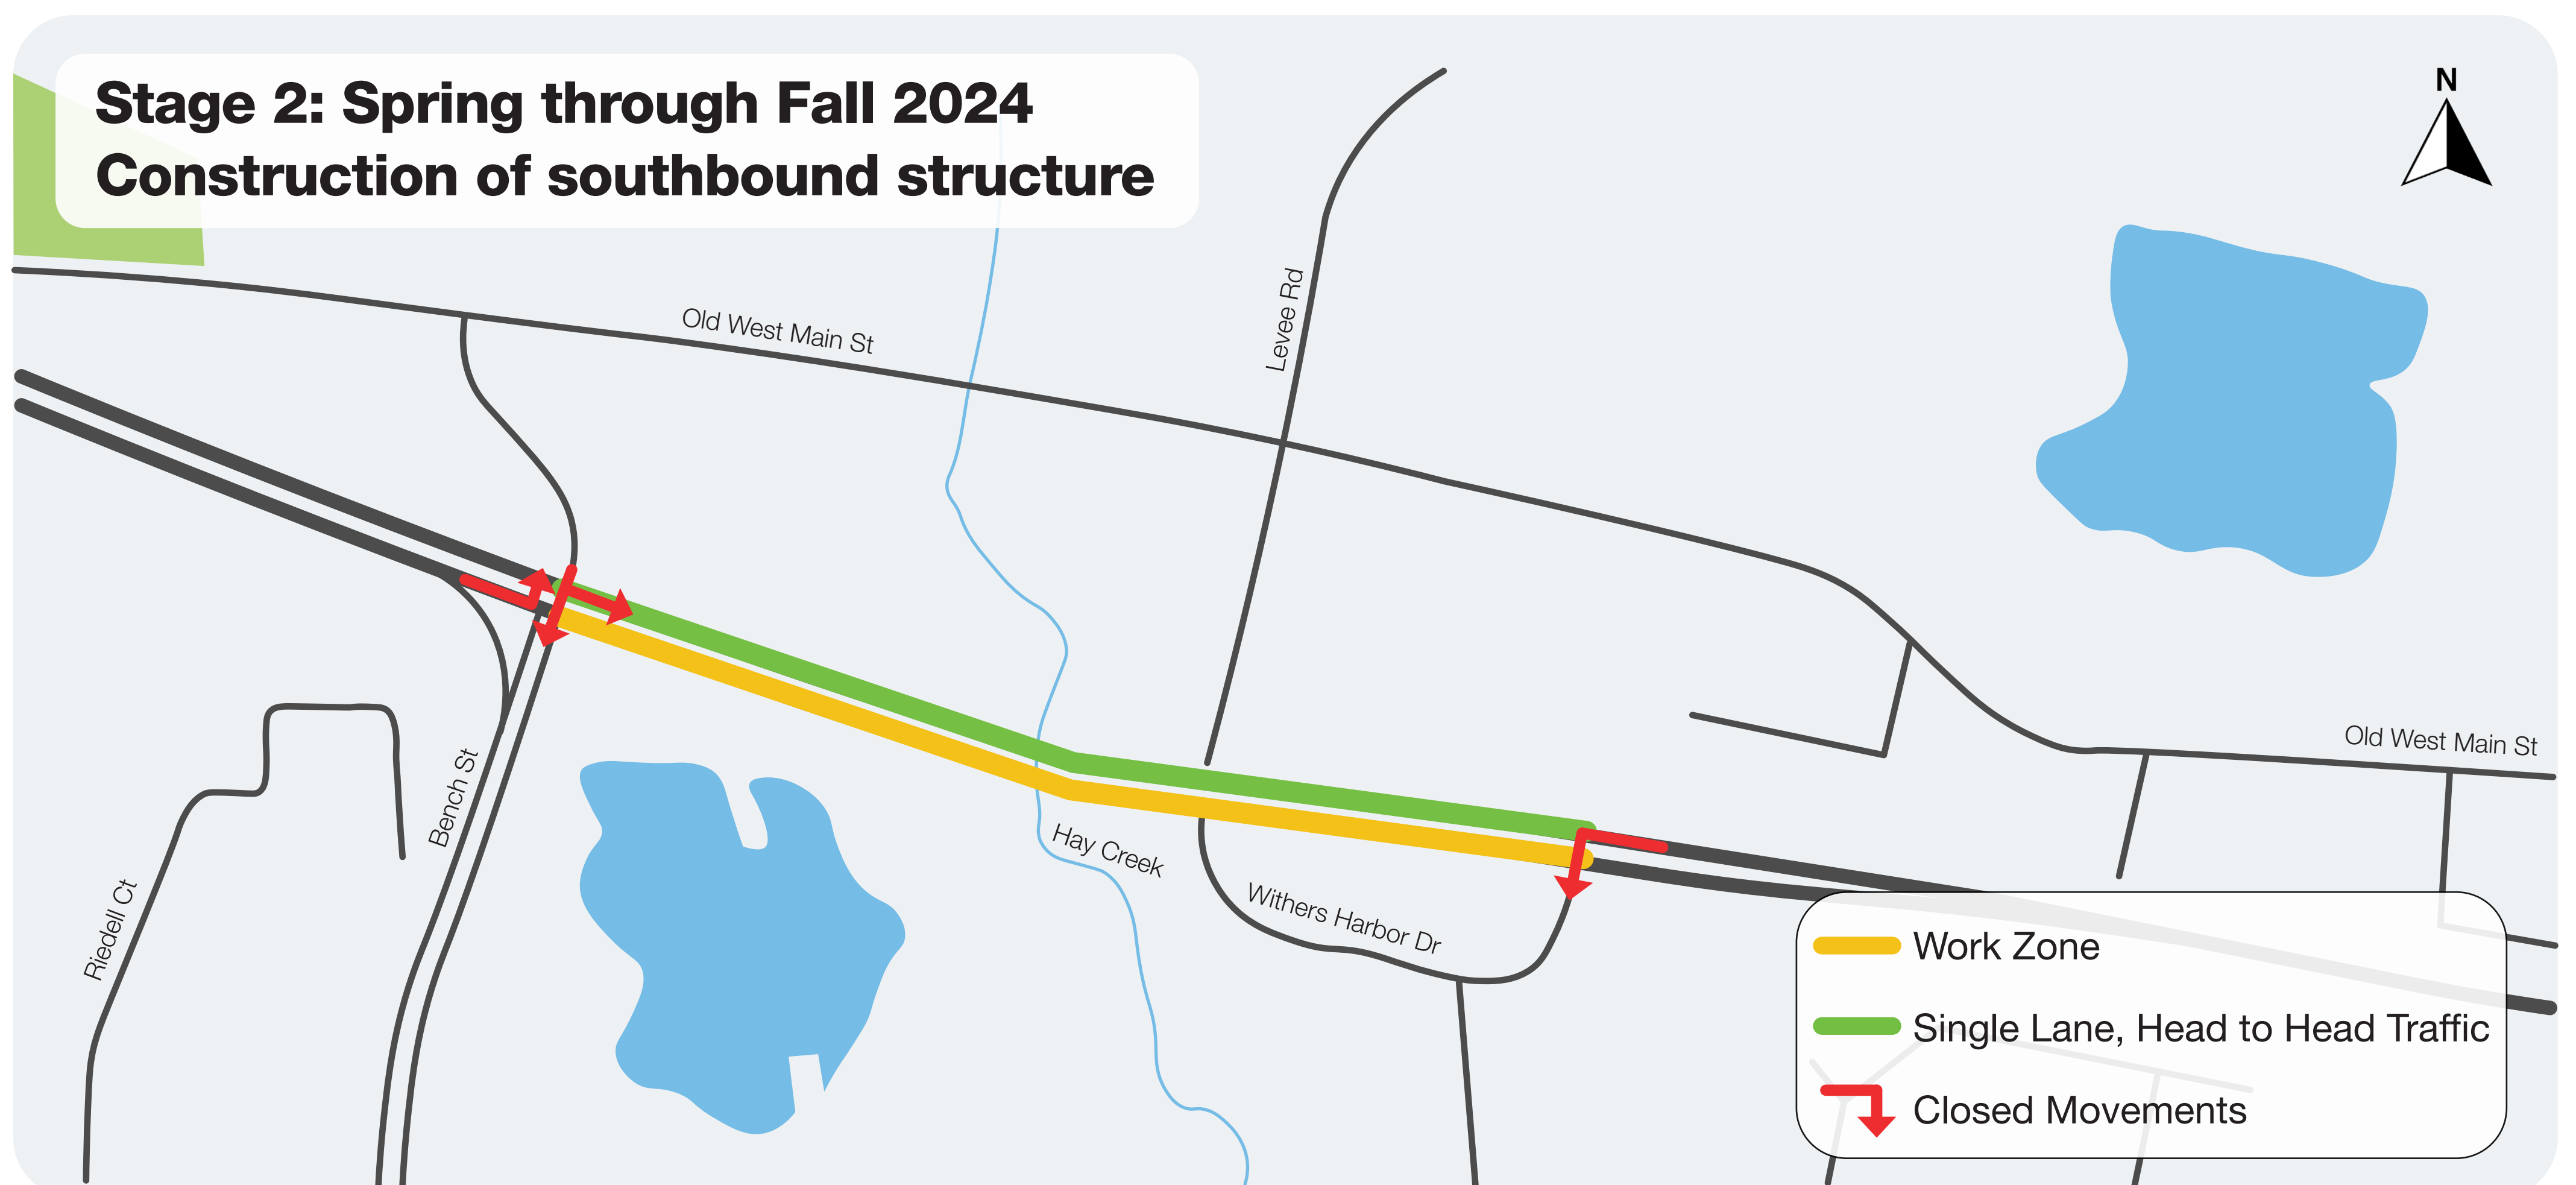 Stage 2: Spring through Fall 2024
Construction of southbound structure
N
Old West Main St
Levee Rd
Old West Main St
Bench St
Riedell Ct
Hay Creek
Withers Harbor Dr
Work Zone
Single Lane, Head to Head Traffic
Closed Movements